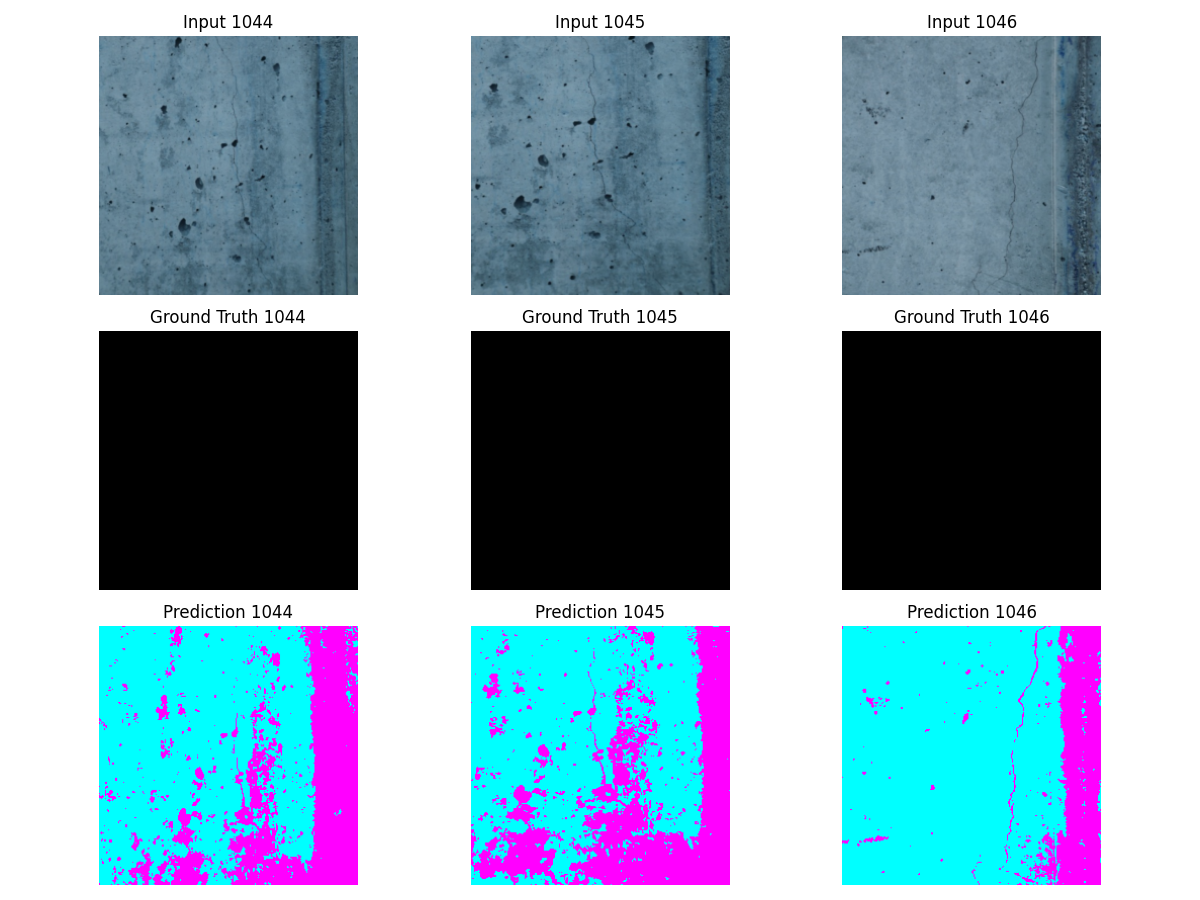 Input 1044
Input 1045
Input 1046
Ground Truth 1044
Ground Truth 1045
Ground Truth 1046
Prediction 1044
Prediction 1045
Prediction 1046